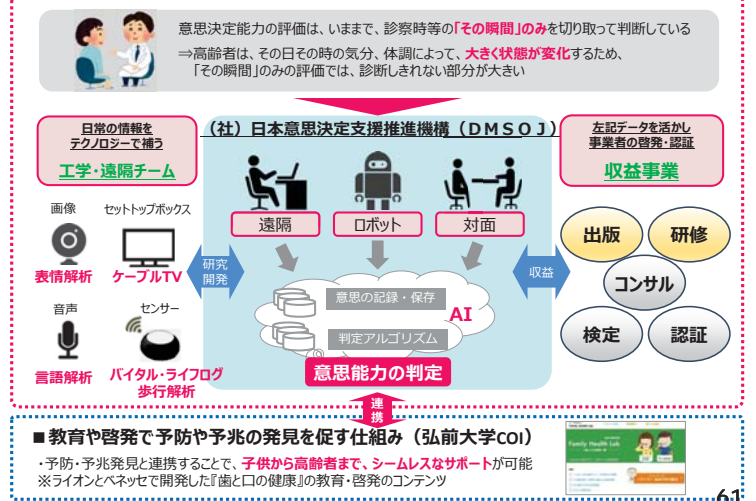 意思決定能力の評価は、いままで、診察時等の「その瞬間」のみを切り取って判断している
⇒高齢者は、その日その時の気分、体調によって、大きく状態が変化するため、
「その瞬間」のみの評価では、診断しきれない部分が大きい
日常の情報を
テクノロジーで補う
工学・遠隔チーム
画像
セットトップボックス
表情解析
ケーブルTV
音声
センサー
言語解析
バイタル・ライフログ
歩行解析
研究
開発
（社）日本意思決定支援推進機構（ＤＭＳＯＪ）
遠隔
ロボット
対面
意思の記録・保存
AI
判定アルゴリズム
意思能力の判定
収益
左記データを活かし
事業者の啓発・認証
収益事業
出版
研修
コンサル
検定
認証
連
携
■教育や啓発で予防や予兆の発見を促す仕組み（弘前大学COI）
・予防・予兆発見と連携することで、子供から高齢者まで、シームレスなサポートが可能
※ライオンとベネッセで開発した『歯と口の健康』の教育・啓発のコンテンツ
Family Health Lab
61